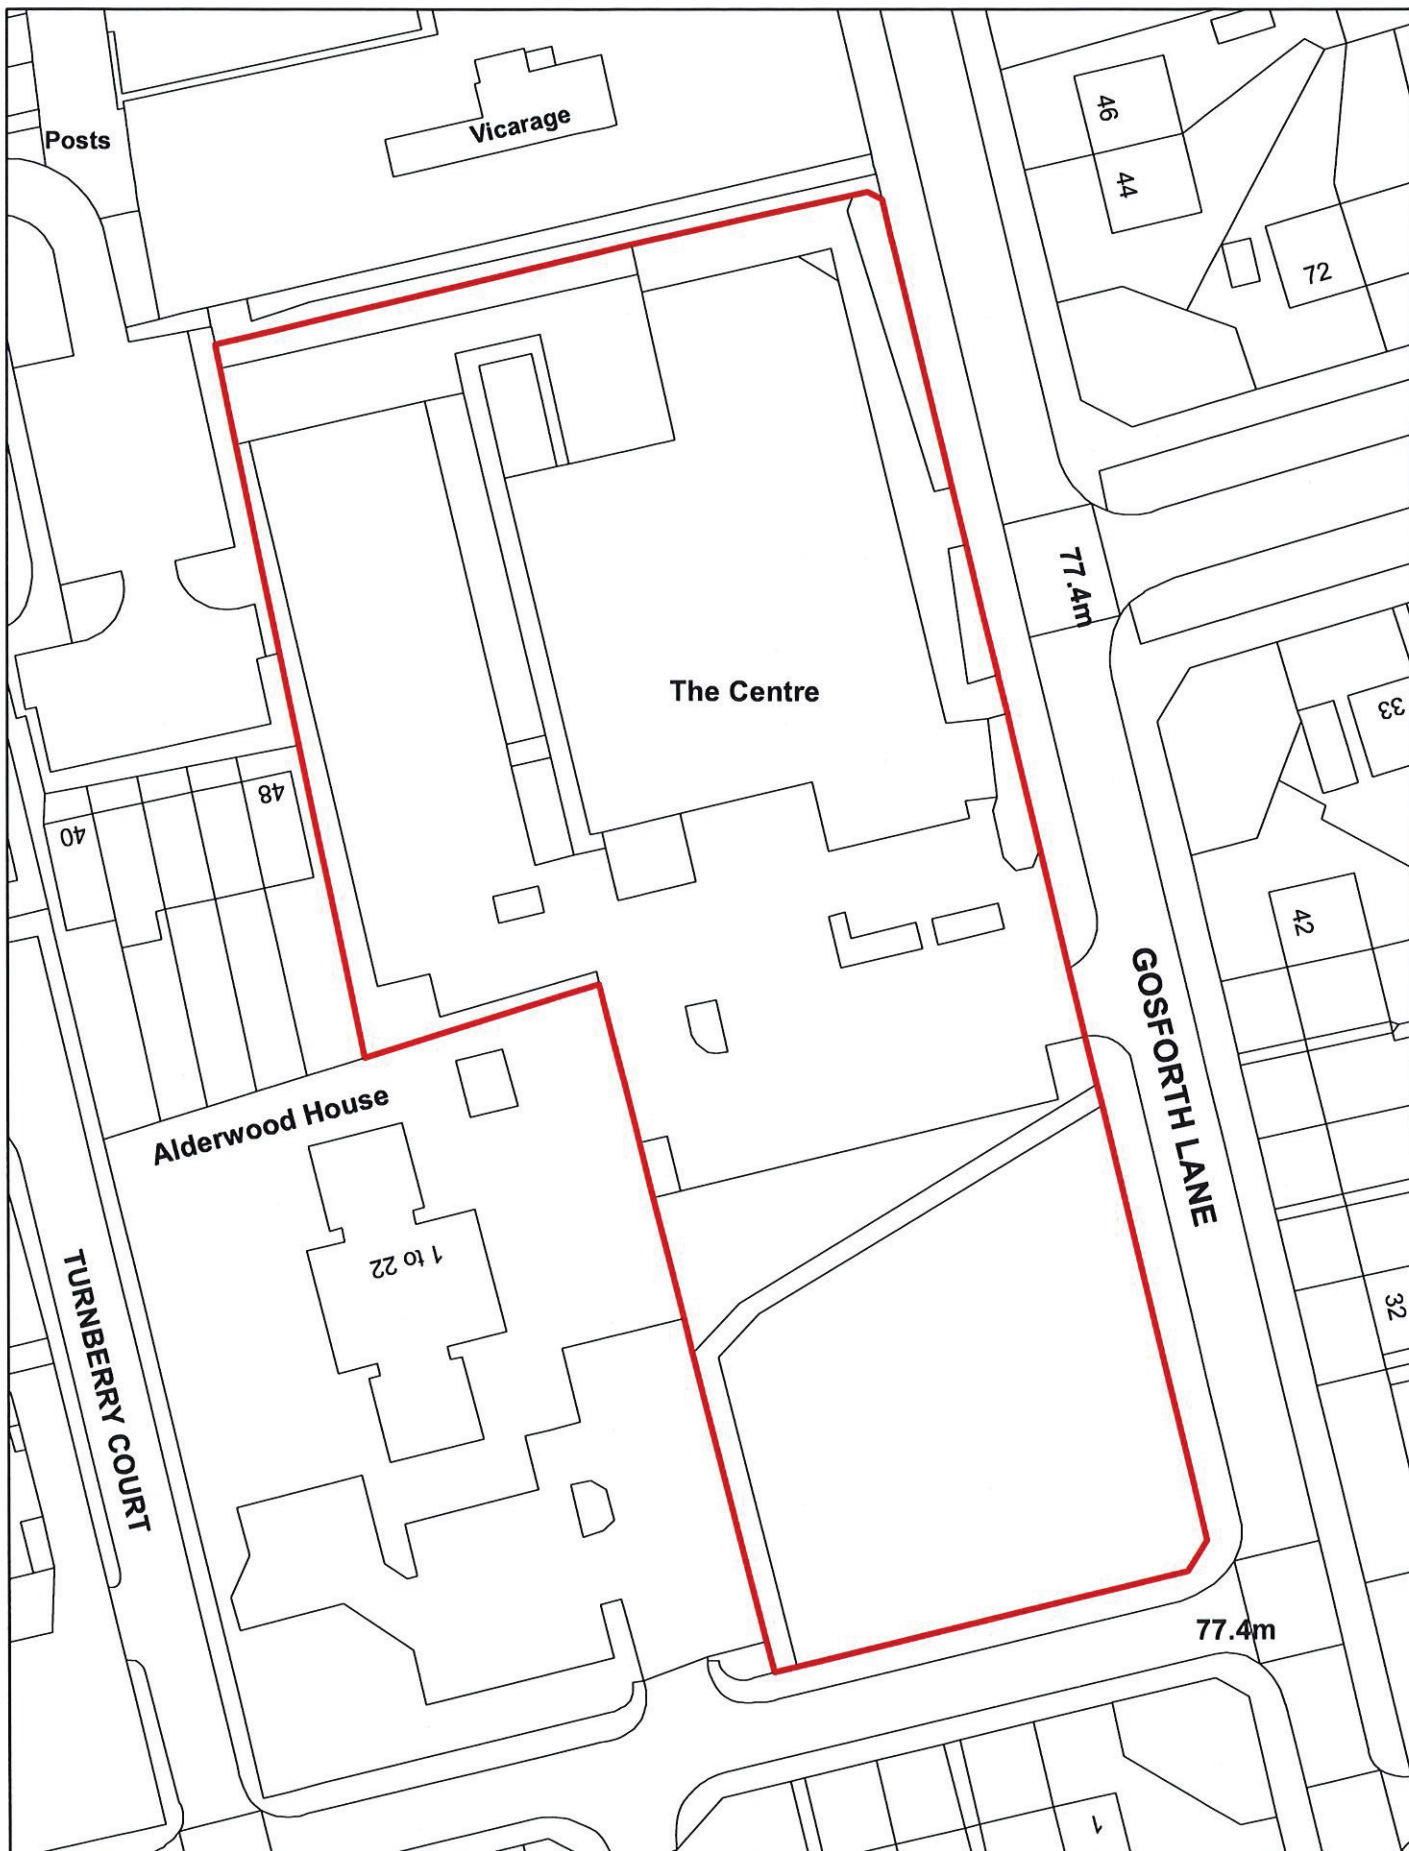 Posts
Vicarage
46
44
72
77.4m
The Centre
33
48
40
42
GOSFORTH LANE
Alderwood House
1 to 22
TURNBERRY COURT
32
77.4m
1